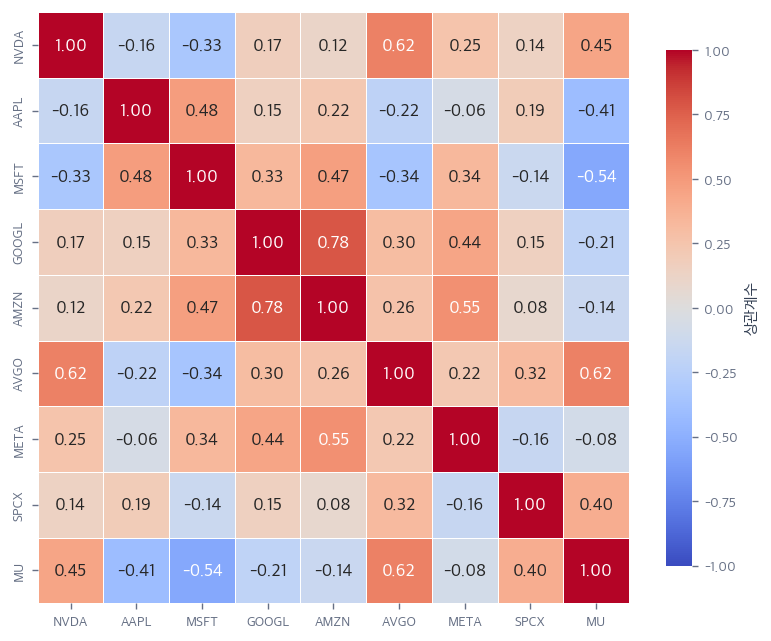 NVDA 1.00 -0.16 -0.33 0.17 0.12 0.62 0.25 0.14 0.45
AAPL -0.16 1.00 0.48 0.15 0.22 -0.22 -0.06 0.19 -0.41
MSFT -0.33 0.48 1.00 0.33 0.47 -0.34 0.34 -0.14 -0.54
GOOGL 0.17 0.15 0.33 1.00 0.78 0.30 0.44 0.15 -0.21
AMZN 0.12 0.22 0.47 0.78 1.00 0.26 0.55 0.08 -0.14
AVGO 0.62 -0.22 -0.34 0.30 0.26 1.00 0.22 0.32 0.62
META 0.25 -0.06 0.34 0.44 0.55 0.22 1.00 -0.16 -0.08
SPCX 0.14 0.19 -0.14 0.15 0.08 0.32 -0.16 1.00 0.40
MU 0.45 -0.41 -0.54 -0.21 -0.14 0.62 -0.08 0.40 1.00
NVDA AAPL MSFT GOOGL AMZN AVGO META SPCX MU
1.00
0.75
0.50
0.25
0.00
-0.25
-0.50
-0.75
-1.00
상관계수